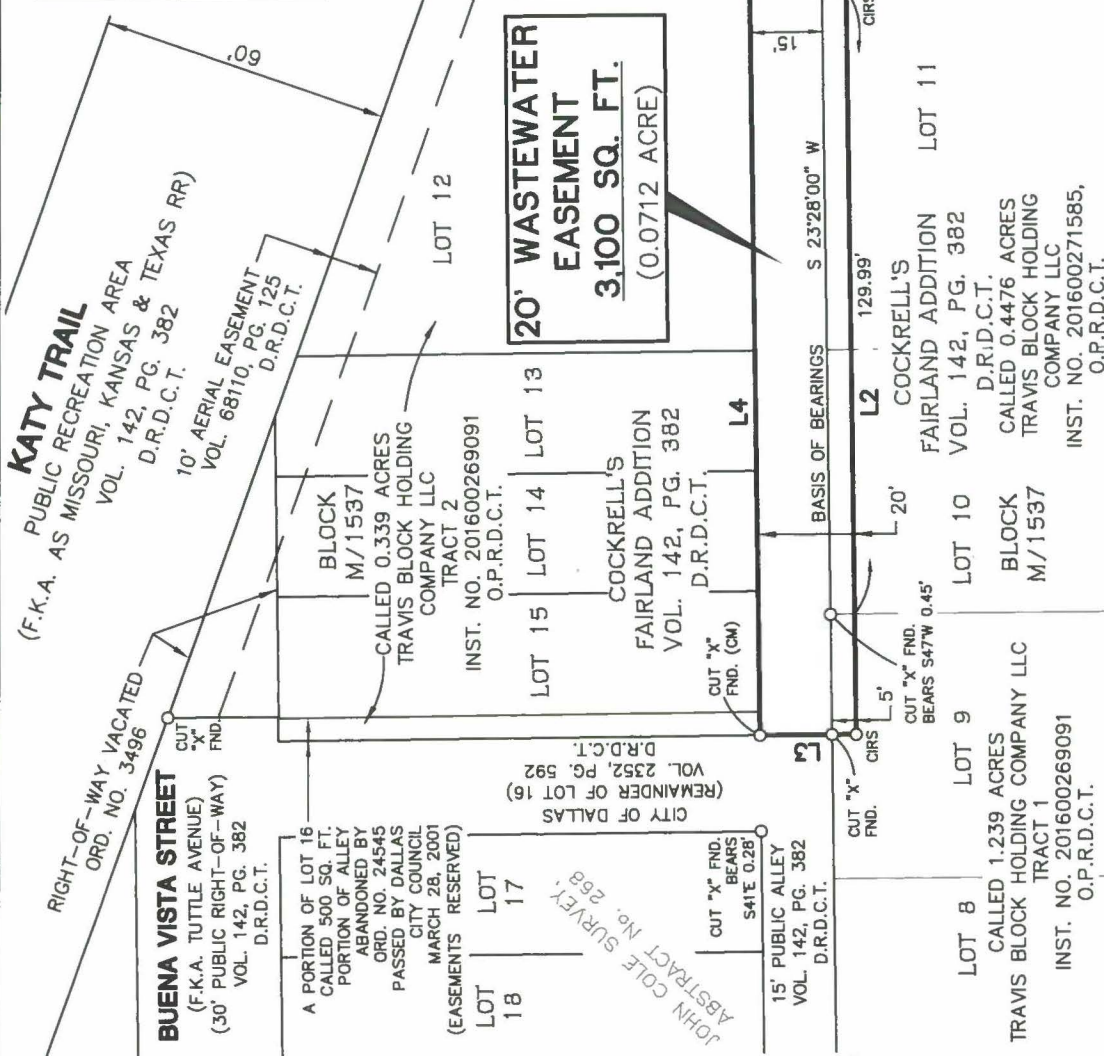 KATY TRAIL
PUBLIC RECREATION AREA
(F.K.A. AS MISSOURI, KANSAS & TEXAS RR)
VOL. 142, PG. 382
D.R.D.C.T.
60'
10' AERIAL EASEMENT
VOL. 68110, PG. 125
D.R.D.C.T.
RIGHT-OF-WAY VACATED
ORD. NO. 3496
CUT
"X"
FND.
BUENA VISTA STREET
(F.K.A. TUTTLE AVENUE)
(30' PUBLIC RIGHT-OF-WAY)
VOL. 142, PG. 382
D.R.D.C.T.
LOT 12
20' WASTEWATER
EASEMENT
3,100 SQ. FT.
(0.0712 ACRE)
15'
CIRS
BLOCK
M/1537
CALLED 0.339 ACRES
TRAVIS BLOCK HOLDING
COMPANY LLC
TRACT 2
INST. NO. 201600269091
O.P.R.D.C.T.
LOT 15
LOT 14
LOT 13
COCKRELL'S
FAIRLAND ADDITION
VOL. 142, PG. 382
D.R.D.C.T.
A PORTION OF LOT 16
CALLED 500 SQ. FT.
PORTION OF ALLEY
ABANDONED BY
ORD. NO. 24545
PASSED BY DALLAS
CITY COUNCIL
MARCH 28, 2001
(EASEMENTS RESERVED)
LOT
18
LOT
17
CITY OF DALLAS
(REMAINDER OF LOT 16)
VOL. 2352, PG. 592
D.R.D.C.T.
JOHN COLE SURVEY,
ABSTRACT No. 268
CUT "X" FND.
BEARS
S41°E 0.28'
CUT "X"
FND. (CM)
L4
L3
15' PUBLIC ALLEY
VOL. 142, PG. 382
D.R.D.C.T.
CUT "X"
FND.
CIRS
5'
BASIS OF BEARINGS
S 23°28'00" W
129.99'
L2
20'
CUT "X" FND.
BEARS S47°W 0.45'
LOT 8
LOT 9
CALLED 1.239 ACRES
TRAVIS BLOCK HOLDING COMPANY LLC
TRACT 1
INST. NO. 201600269091
O.P.R.D.C.T.
LOT 10
BLOCK
M/1537
LOT 11
COCKRELL'S
FAIRLAND ADDITION
VOL. 142, PG. 382
D.R.D.C.T.
CALLED 0.4476 ACRES
TRAVIS BLOCK HOLDING
COMPANY LLC
INST. NO. 201600271585,
O.P.R.D.C.T.